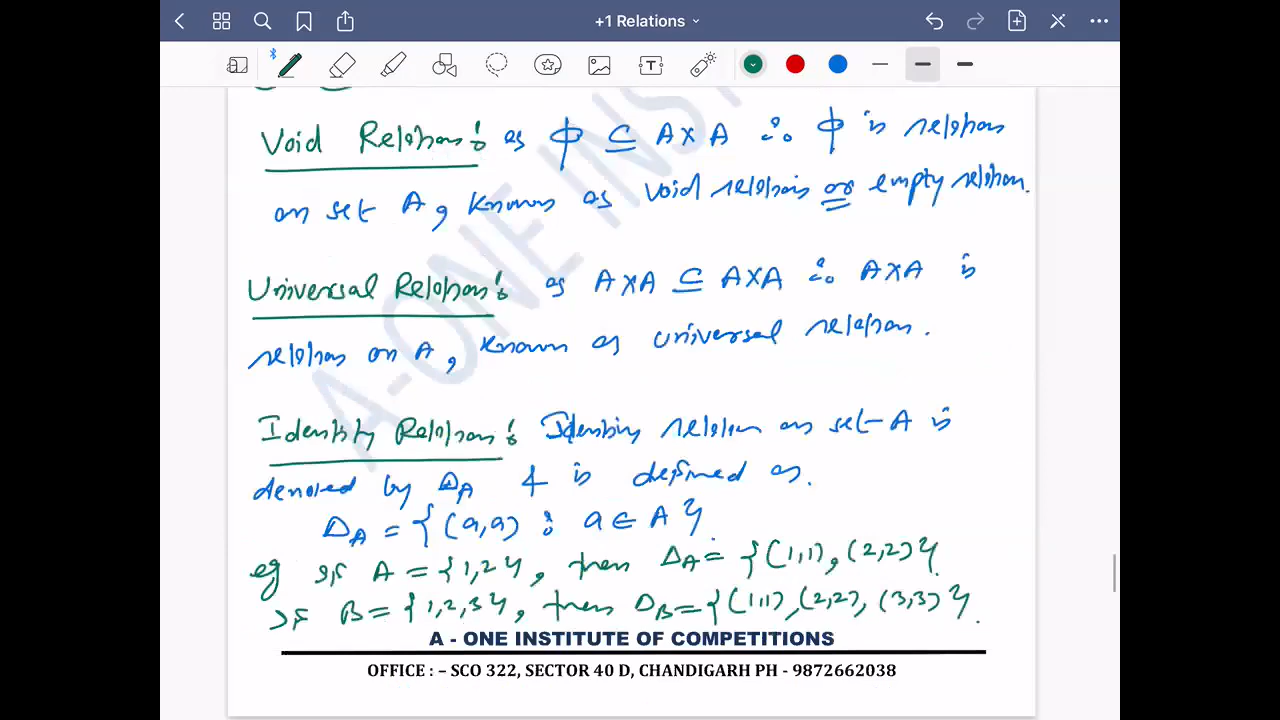 +1 Relations
Void Relation : as ϕ ⊆ A×A ∴ ϕ is relation
on set A, known as void relation or empty relation.
Universal Relation : as A×A ⊆ A×A ∴ A×A is
relation on A, known as universal relation.
Identity Relation : Identity relation on set A is
denoted by Δ_A & is defined as.
Δ_A = {(a,a) : a ∈ A}.
eg If A = {1,2}, then Δ_A = {(1,1), (2,2)}.
If B = {1,2,3}, then Δ_B = {(1,1), (2,2), (3,3)}.
A - ONE INSTITUTE OF COMPETITIONS
OFFICE : – SCO 322, SECTOR 40 D, CHANDIGARH PH - 9872662038
A-ONE INST